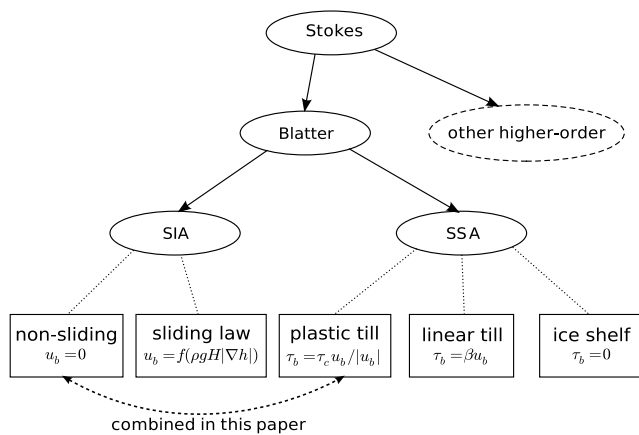 Stokes
Blatter
other higher-order
SIA
SSA
non-sliding
u_b = 0
sliding law
u_b = f(ρgH|∇h|)
plastic till
τ_b = τ_c u_b/|u_b|
linear till
τ_b = βu_b
ice shelf
τ_b = 0
combined in this paper